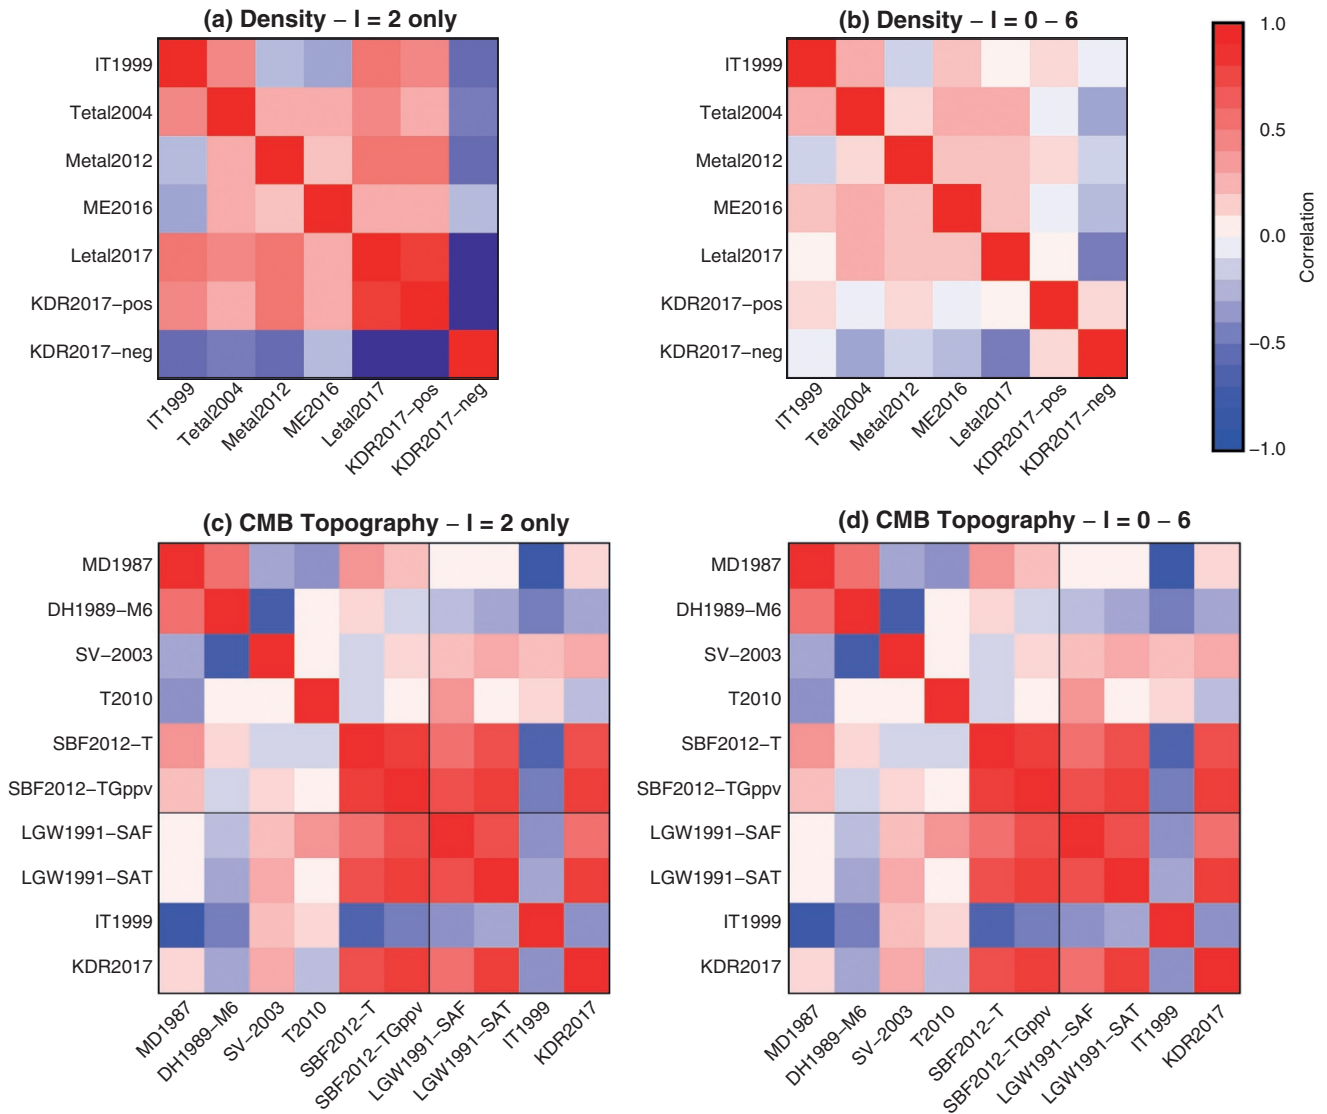 (a) Density – l = 2 only
(b) Density – l = 0 – 6
IT1999
Tetal2004
Metal2012
ME2016
Letal2017
KDR2017–pos
KDR2017–neg
IT1999
Tetal2004
Metal2012
ME2016
Letal2017
KDR2017–pos
KDR2017–neg
IT1999
Tetal2004
Metal2012
ME2016
Letal2017
KDR2017–pos
KDR2017–neg
IT1999
Tetal2004
Metal2012
ME2016
Letal2017
KDR2017–pos
KDR2017–neg
1.0
0.5
0.0
–0.5
–1.0
Correlation
(c) CMB Topography – l = 2 only
(d) CMB Topography – l = 0 – 6
MD1987
DH1989–M6
SV–2003
T2010
SBF2012–T
SBF2012–TGppv
LGW1991–SAF
LGW1991–SAT
IT1999
KDR2017
MD1987
DH1989–M6
SV–2003
T2010
SBF2012–T
SBF2012–TGppv
LGW1991–SAF
LGW1991–SAT
IT1999
KDR2017
MD1987
DH1989–M6
SV–2003
T2010
SBF2012–T
SBF2012–TGppv
LGW1991–SAF
LGW1991–SAT
IT1999
KDR2017
MD1987
DH1989–M6
SV–2003
T2010
SBF2012–T
SBF2012–TGppv
LGW1991–SAF
LGW1991–SAT
IT1999
KDR2017